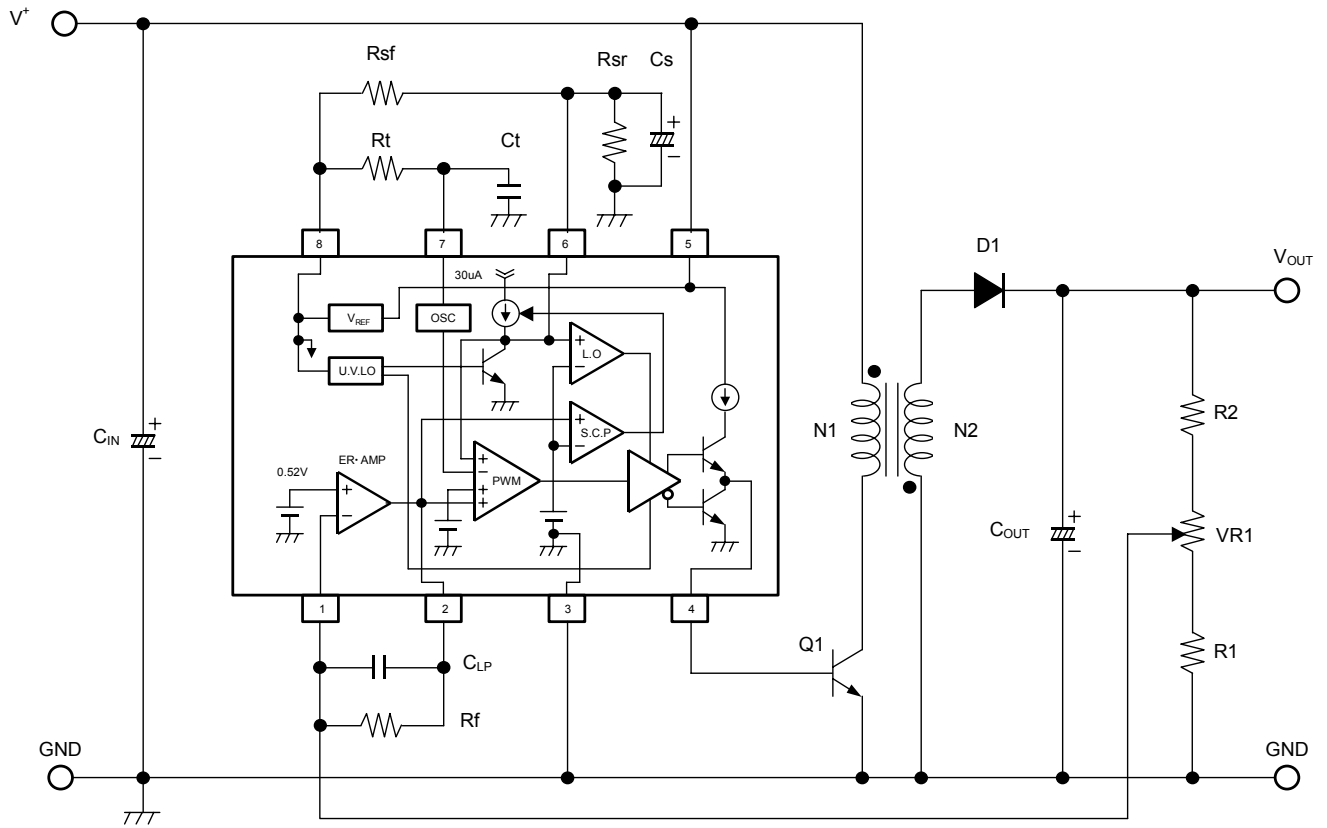 V+
Rsf
Rsr
Cs
Rt
Ct
8
7
6
5
30uA
VREF
OSC
U.V.LO
+
L.O
−
+
S.C.P
−
ER・AMP
0.52V
+
−
+
−
+
+
PWM
1
2
3
4
CLP
Rf
CIN
+
−
+
−
D1
VOUT
N1
N2
R2
COUT
+
−
VR1
R1
Q1
GND
GND